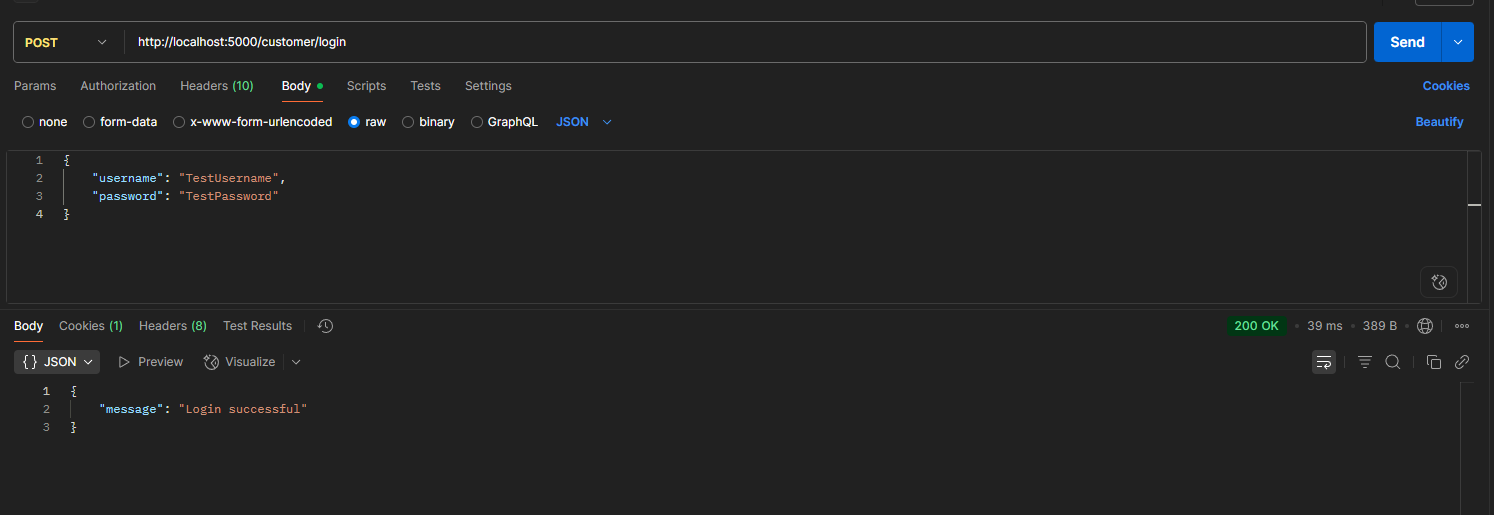 POST http://localhost:5000/customer/login Send
Params Authorization Headers (10) Body Scripts Tests Settings Cookies
none form-data x-www-form-urlencoded raw binary GraphQL JSON Beautify
1 {
2 "username": "TestUsername",
3 "password": "TestPassword"
4 }
Body Cookies (1) Headers (8) Test Results 200 OK • 39 ms • 389 B •
{} JSON Preview Visualize
1 {
2 "message": "Login successful"
3 }